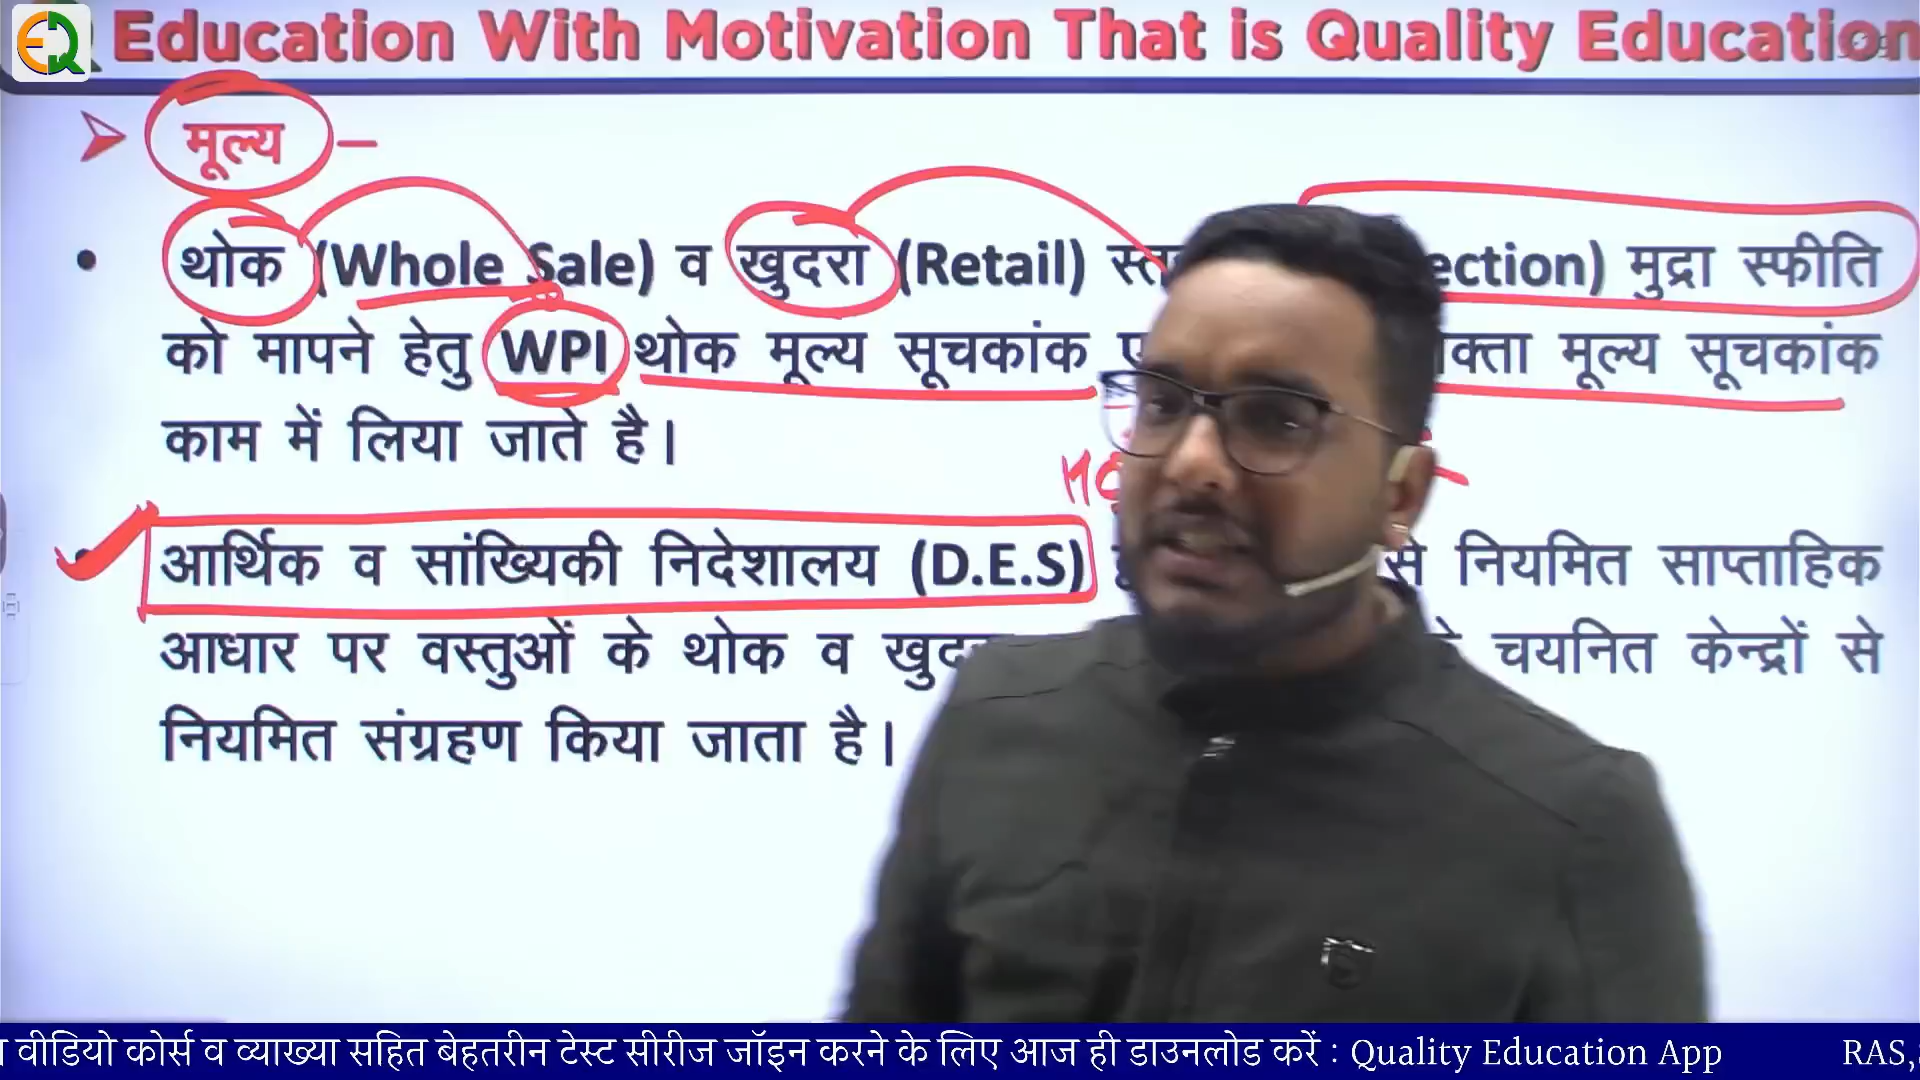 Education With Motivation That is Quality Education
मूल्य –
थोक (Whole Sale) व खुदरा (Retail) मुद्रा स्फीति
को मापने हेतु WPI थोक मूल्य सूचकांक मूल्य सूचकांक
काम में लिया जाते है।
आर्थिक व सांख्यिकी निदेशालय (D.E.S) से नियमित साप्ताहिक
आधार पर वस्तुओं के थोक व चयनित केन्द्रों से
नियमित संग्रहण किया जाता है।
वीडियो कोर्स व व्याख्या सहित बेहतरीन टेस्ट सीरीज जॉइन करने के लिए आज ही डाउनलोड करें : Quality Education App RAS,